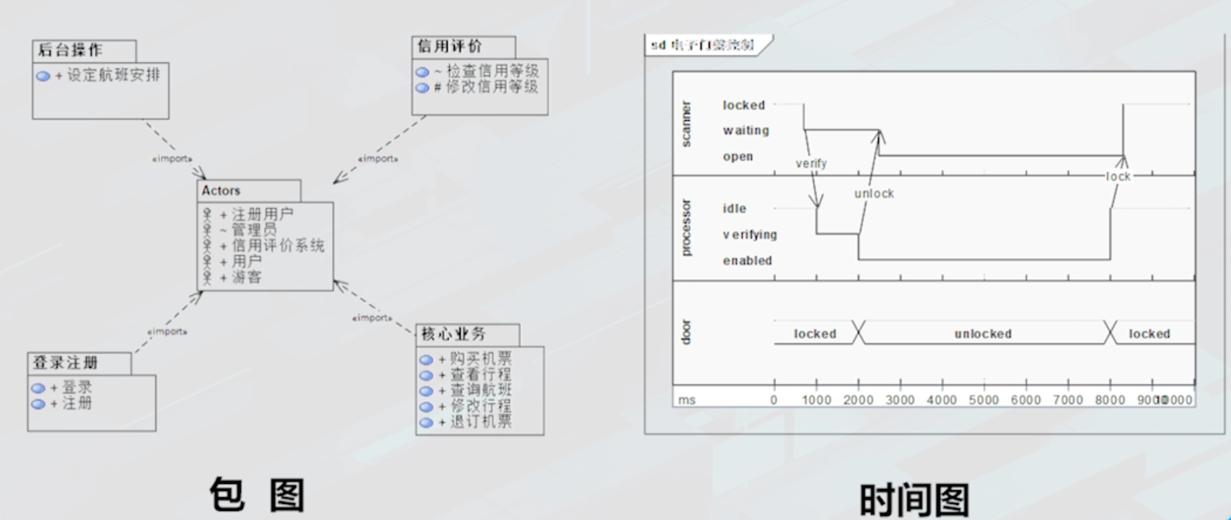 后台操作
+ 设定航班安排
信用评价
~ 检查信用等级
# 修改信用等级
«import»
«import»
Actors
+ 注册用户
~ 管理员
+ 信用评价系统
+ 用户
+ 游客
«import»
«import»
登录注册
+ 登录
+ 注册
核心业务
+ 购买机票
+ 查看行程
+ 查询航班
+ 修改行程
+ 退订机票
包 图
sd 电子门禁控制
scanner
locked
waiting
open
verify
unlock
lock
processor
idle
verifying
enabled
door
locked
unlocked
locked
ms 0 1000 2000 3000 4000 5000 6000 7000 8000 9000 10000
时间图